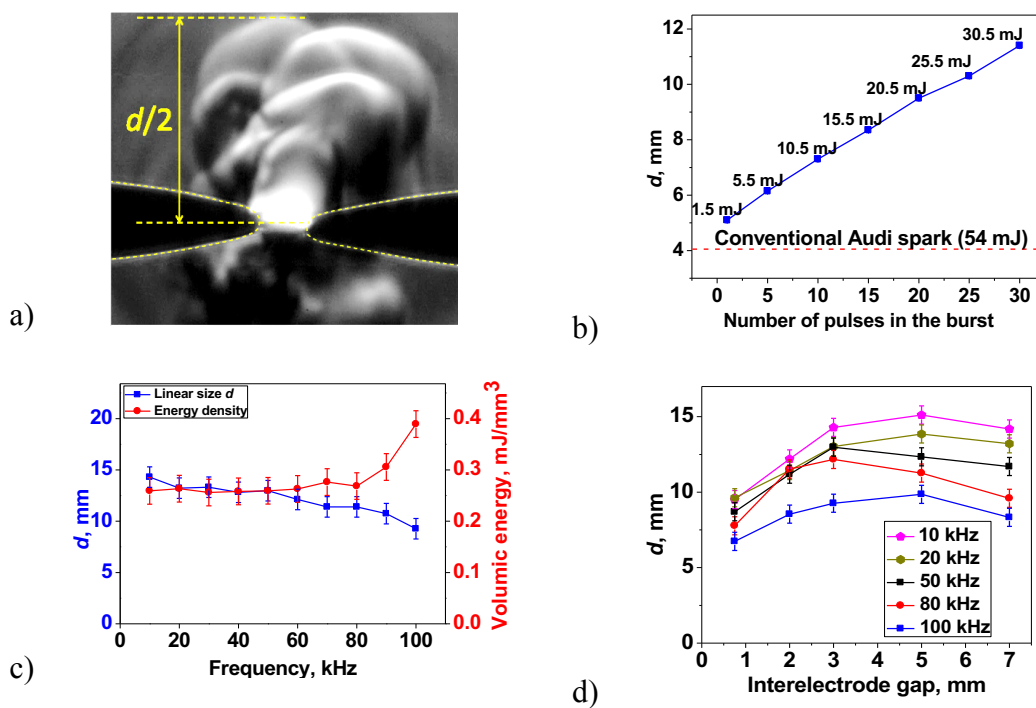 d/2
a)
12
10
8
6
4
d, mm
1.5 mJ
5.5 mJ
10.5 mJ
15.5 mJ
20.5 mJ
25.5 mJ
30.5 mJ
Conventional Audi spark (54 mJ)
0 5 10 15 20 25 30
Number of pulses in the burst
b)
Linear size d
Energy density
20
15
10
5
0
d, mm
0.4
0.3
0.2
0.1
0.0
Volumic energy, mJ/mm3
0 20 40 60 80 100
Frequency, kHz
c)
15
10
5
0
d, mm
10 kHz
20 kHz
50 kHz
80 kHz
100 kHz
0 1 2 3 4 5 6 7
Interelectrode gap, mm
d)